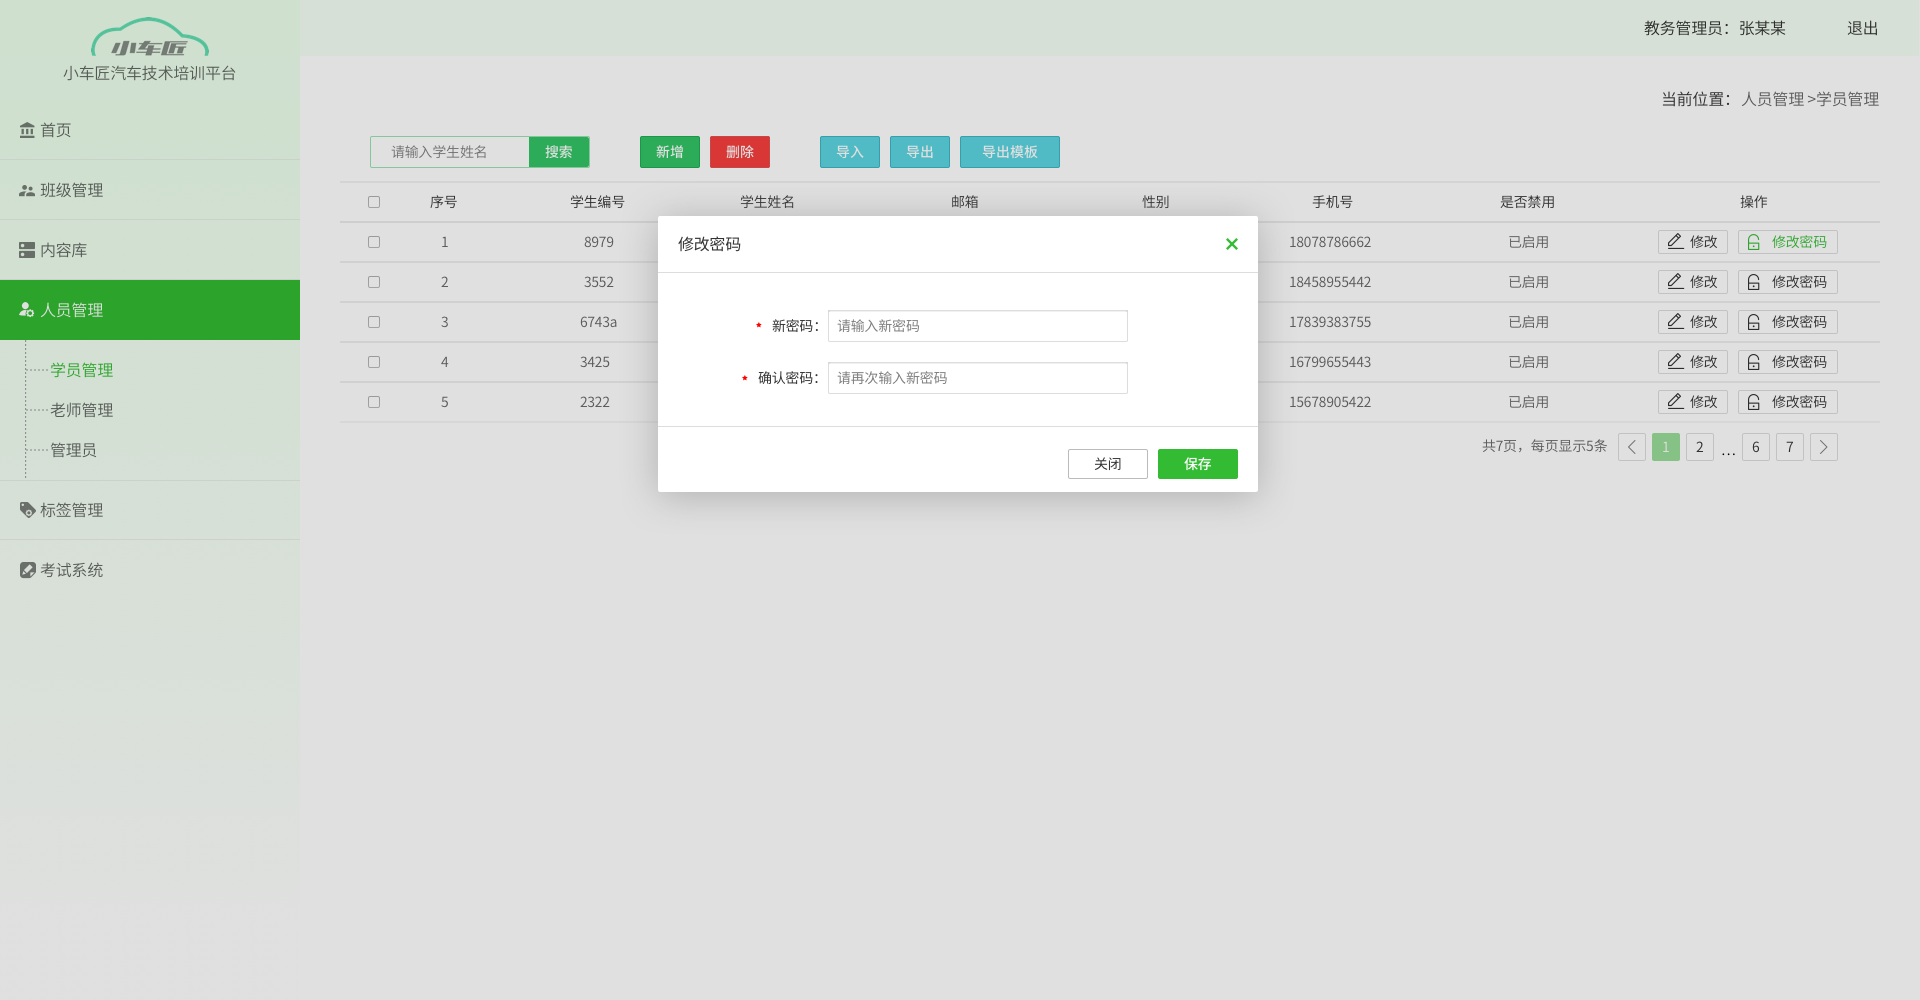 小车匠
小车匠汽车技术培训平台
首页
班级管理
内容库
人员管理
学员管理
老师管理
管理员
标签管理
考试系统
教务管理员：张某某 退出
当前位置：人员管理 >学员管理
请输入学生姓名 搜索 新增 删除 导入 导出 导出模板
序号 学生编号 学生姓名 邮箱 性别 手机号 是否禁用 操作
1 8979 18078786662 已启用 修改 修改密码
2 3552 18458955442 已启用 修改 修改密码
3 6743a 17839383755 已启用 修改 修改密码
4 3425 16799655443 已启用 修改 修改密码
5 2322 15678905422 已启用 修改 修改密码
共7页，每页显示5条 < 1 2 ... 6 7 >
修改密码
* 新密码： 请输入新密码
* 确认密码： 请再次输入新密码
关闭 保存